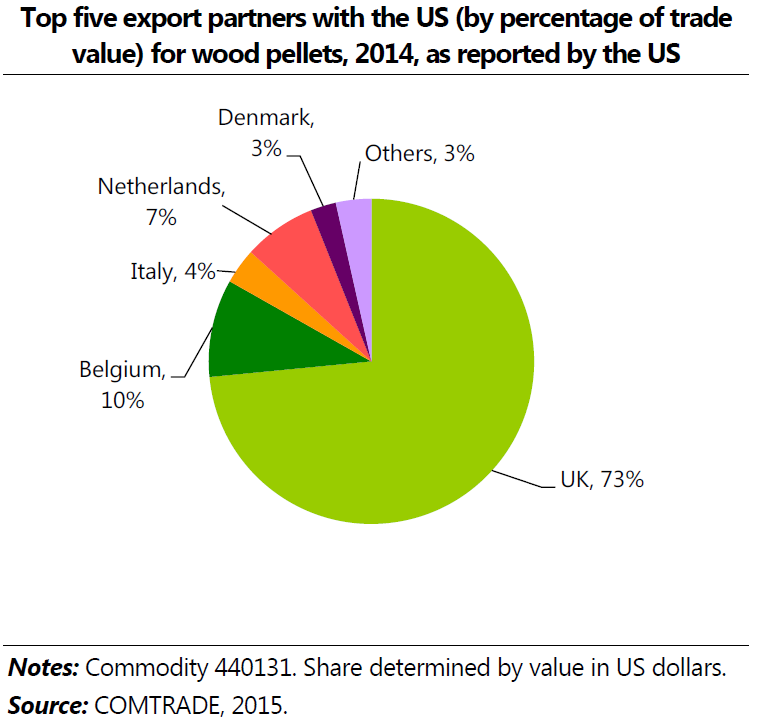 Top five export partners with the US (by percentage of trade
value) for wood pellets, 2014, as reported by the US
Denmark,
3%
Others, 3%
Netherlands,
7%
Italy, 4%
Belgium,
10%
UK, 73%
Notes: Commodity 440131. Share determined by value in US dollars.
Source: COMTRADE, 2015.